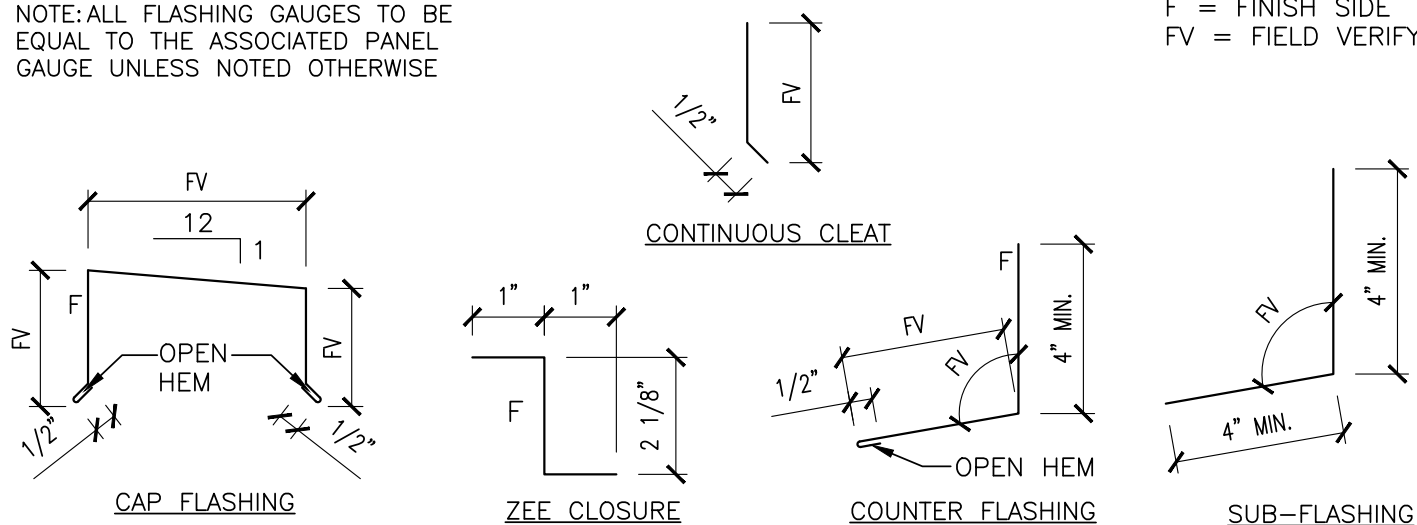 NOTE: ALL FLASHING GAUGES TO BE
EQUAL TO THE ASSOCIATED PANEL
GAUGE UNLESS NOTED OTHERWISE
F = FINISH SIDE
FV = FIELD VERIFY
FV
1/2"
CONTINUOUS CLEAT
FV
12
1
F
FV
FV
OPEN
HEM
1/2"
1/2"
CAP FLASHING
1"
1"
F
2 1/8"
ZEE CLOSURE
F
FV
FV
4" MIN.
1/2"
OPEN HEM
COUNTER FLASHING
FV
4" MIN.
4" MIN.
SUB-FLASHING